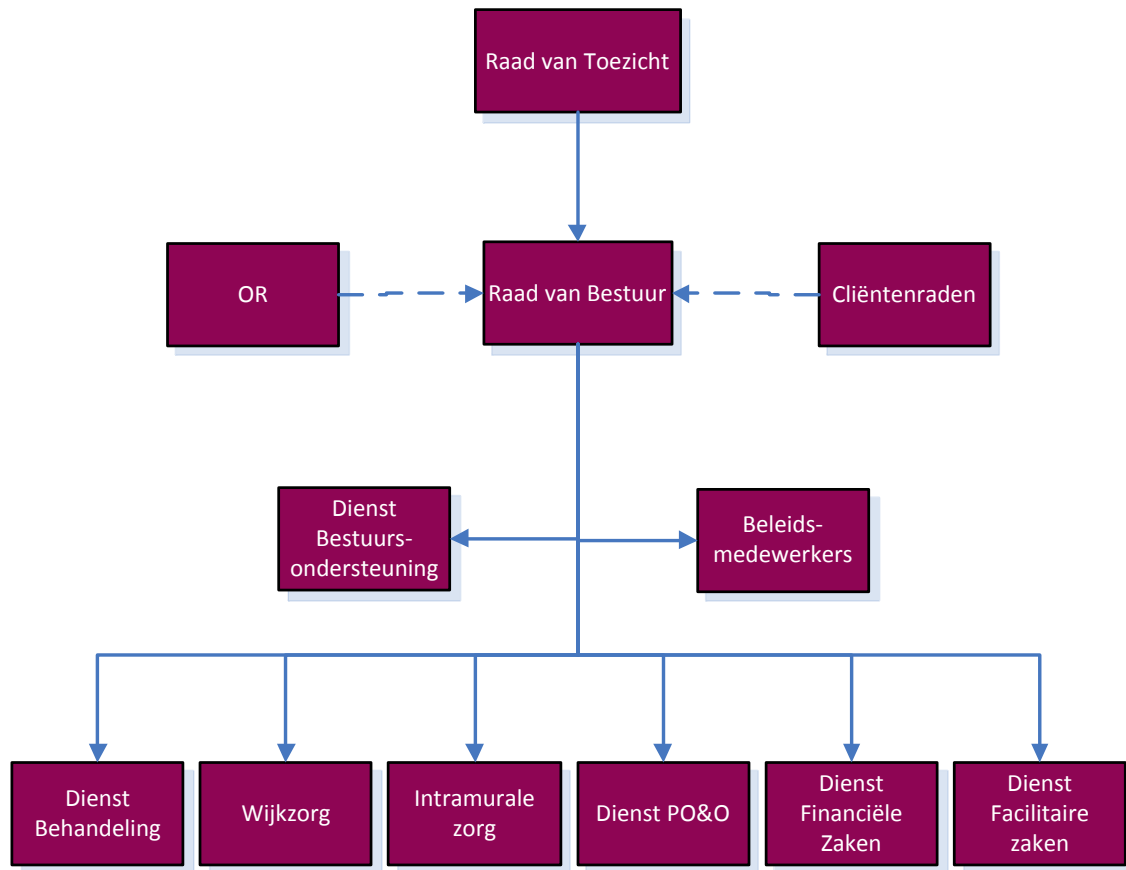 Raad van Toezicht
OR
Raad van Bestuur
Cliëntenraden
Dienst
Bestuurs-
ondersteuning
Beleids-
medewerkers
Dienst
Behandeling
Wijkzorg
Intramurale
zorg
Dienst PO&O
Dienst
Financiële
Zaken
Dienst
Facilitaire
zaken